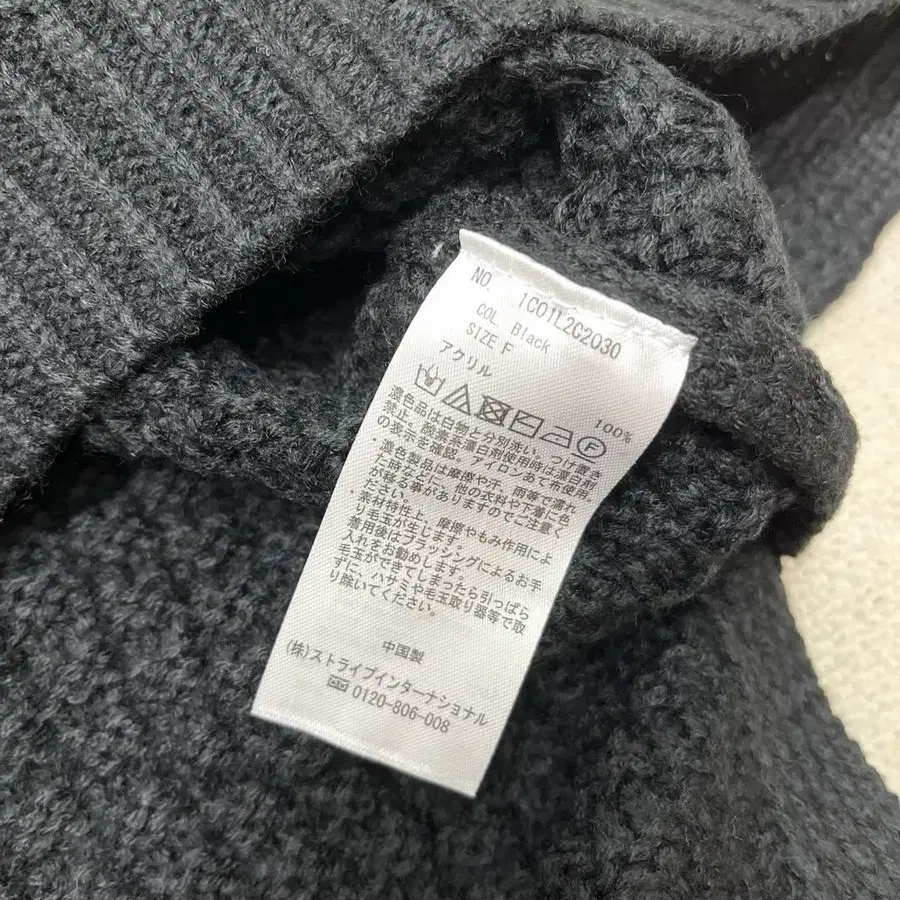 NO. 1C01L2C2030
COL. Black
SIZE F
アクリル 100%
濃色品は白物と分別洗い。つけ置き
禁止。酸素系漂白剤使用時は漂白剤
の表示を確認。アイロンあて布使用。
・濃色製品は摩擦や汗、雨等で濡れ
た時などに、他の衣料や下着に色
が移る事がありますのでご注意く
ださい。
・素材特性上、摩擦やもみ作用によ
り毛玉が生じます。
着用後はブラッシングによるお手
入れをお勧めします。
毛玉ができてしまったら引っぱら
ずに、ハサミや毛玉取り器等で取
り除いてください。
中国製
(株)ストライプインターナショナル
0120-806-008